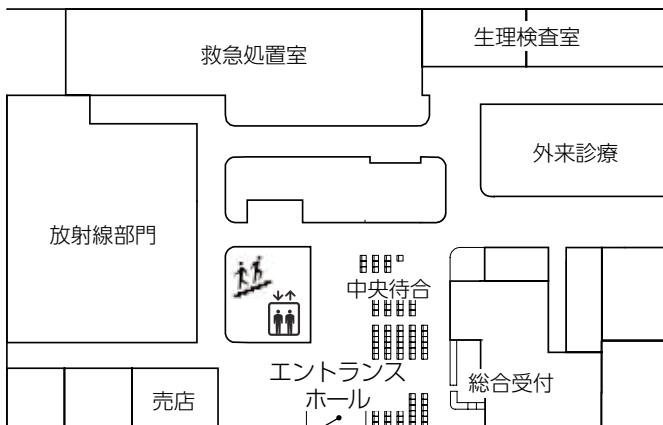 生理検査室
救急処置室
外来診療
放射線部門
中央待合
エントランス
ホール
総合受付
売店